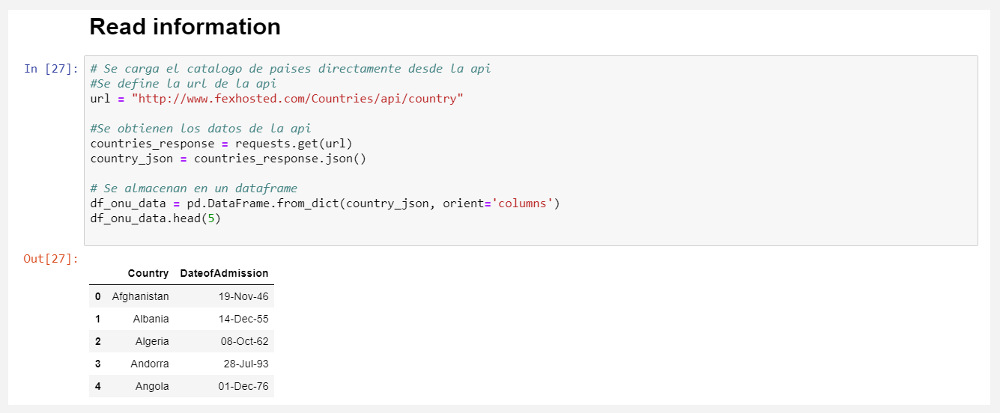 Read information
In [27]:
# Se carga el catalogo de paises directamente desde la api
#Se define la url de la api
url = "http://www.fexhosted.com/Countries/api/country"
#Se obtienen los datos de la api
countries_response = requests.get(url)
country_json = countries_response.json()
# Se almacenan en un dataframe
df_onu_data = pd.DataFrame.from_dict(country_json, orient='columns')
df_onu_data.head(5)
Out[27]:
Country DateofAdmission
0 Afghanistan 19-Nov-46
1 Albania 14-Dec-55
2 Algeria 08-Oct-62
3 Andorra 28-Jul-93
4 Angola 01-Dec-76